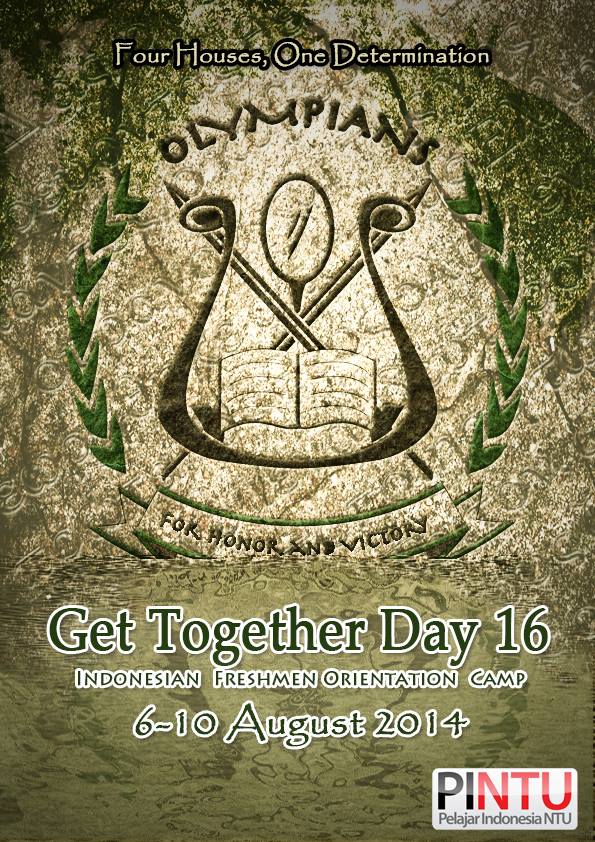 Four Houses, One Determination
OLYMPIANS
FOR HONOR AND VICTORY
Get Together Day 16
Indonesian Freshmen Orientation Camp
6-10 August 2014
PINTU
Pelajar Indonesia NTU